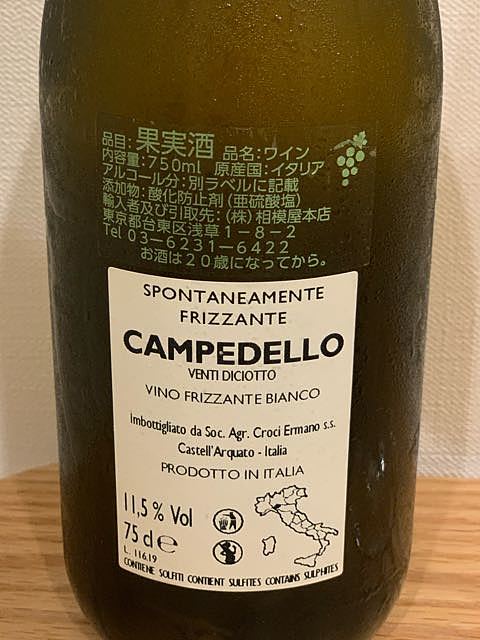 品目: 果実酒 品名: ワイン
内容量: 750ml 原産国: イタリア
アルコール分: 別ラベルに記載
添加物: 酸化防止剤(亜硫酸塩)
輸入者及び引取先: (株)相模屋本店
東京都台東区浅草1-8-2
Tel 03-6231-6422
お酒は20歳になってから。
SPONTANEAMENTE
FRIZZANTE
CAMPEDELLO
VENTI DICIOTTO
VINO FRIZZANTE BIANCO
Imbottigliato da Soc. Agr. Croci Ermano s.s.
Castell'Arquato - Italia
PRODOTTO IN ITALIA
11,5 % Vol
75 cl e
L. 116.19
CONTIENE SOLFITI CONTIENT SULFITES CONTAINS SULPHITES